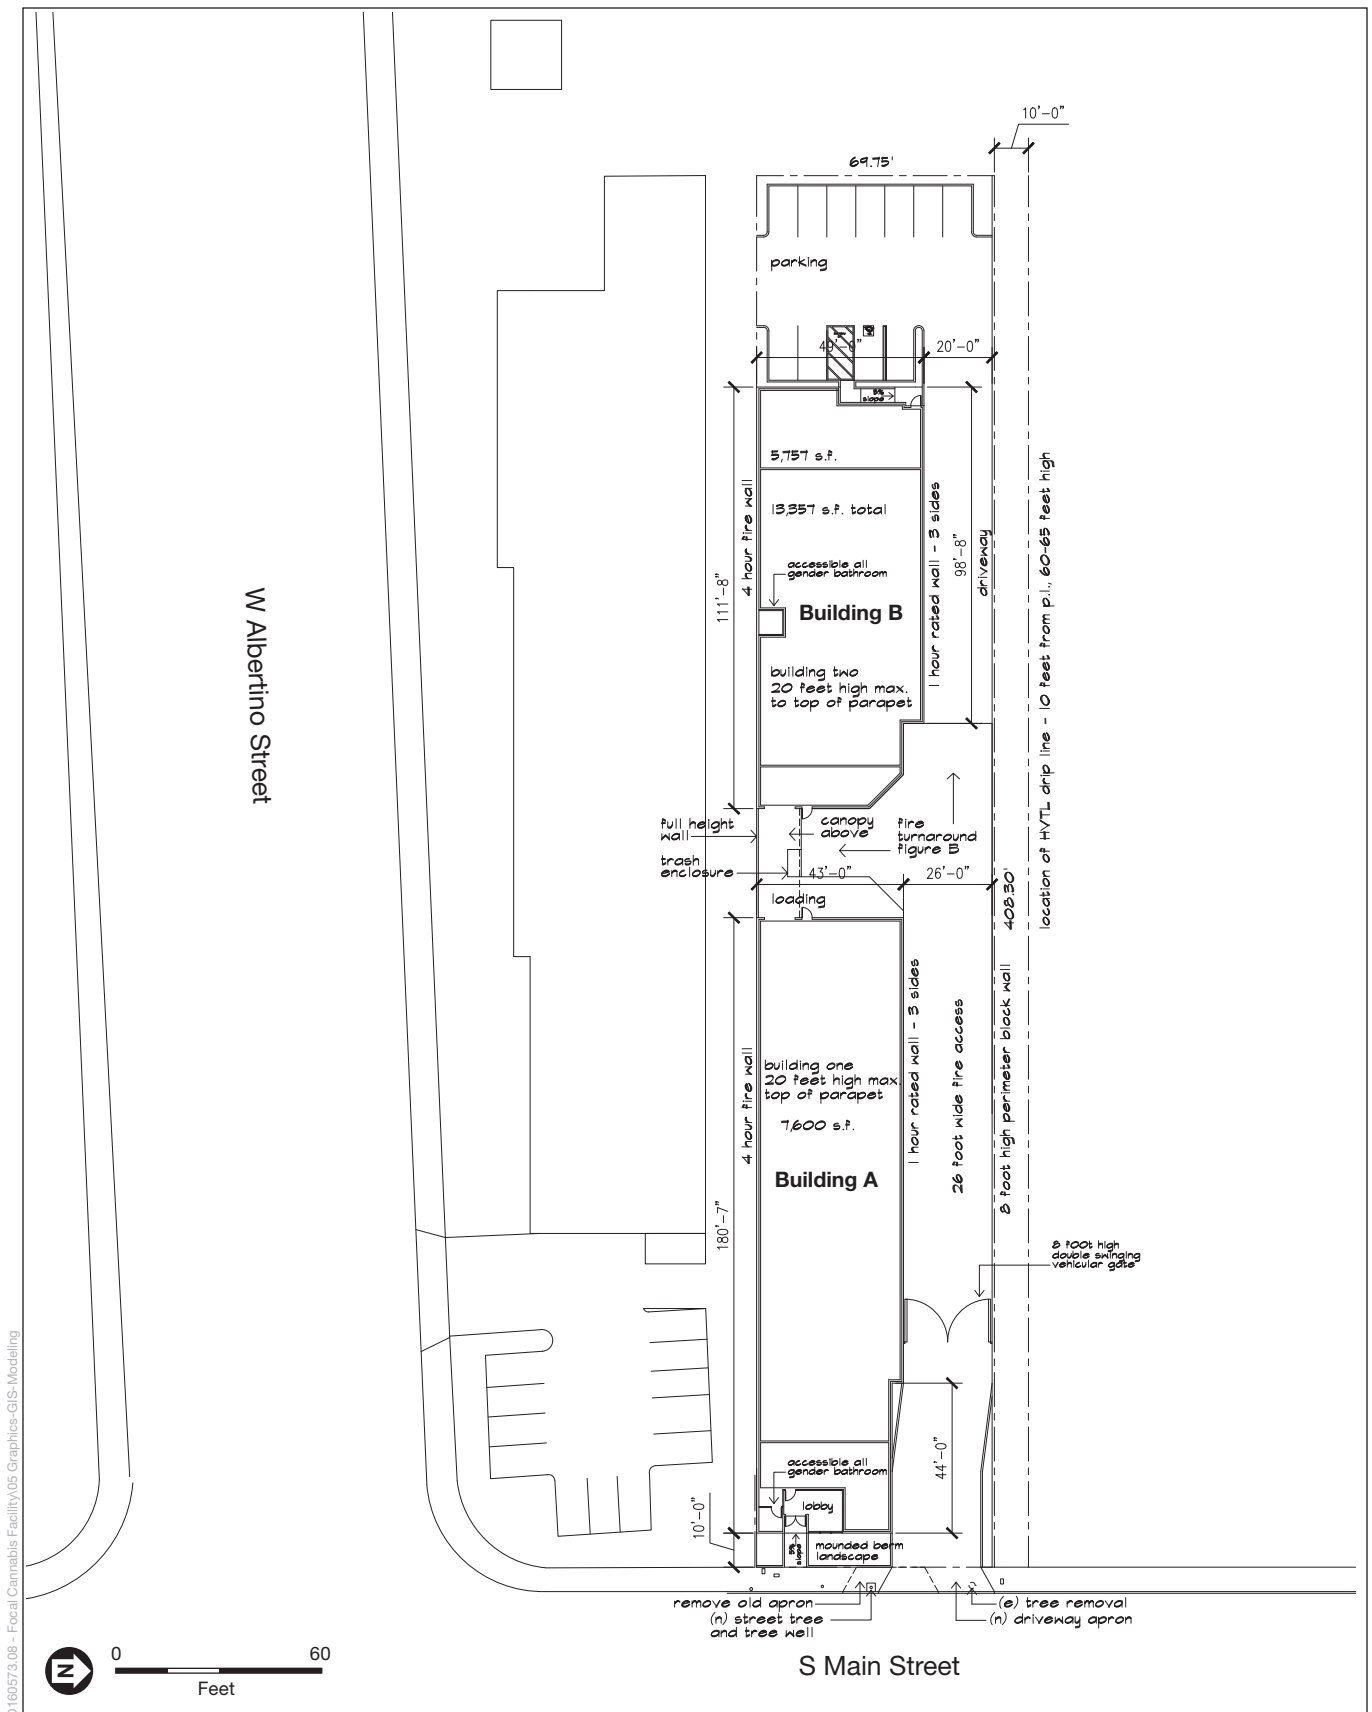 10'-0"
69.75'
parking
49'-0"
20'-0"
5%
slope
5,757 s.f.
13,357 s.f. total
4 hour fire wall
111'-8"
accessible all
gender bathroom
Building B
1 hour rated wall - 3 sides
98'-8"
driveway
location of HVTL drip line - 10 feet from p.l., 60-65 feet high
building two
20 feet high max.
to top of parapet
W Albertino Street
full height
wall
canopy
above
fire
turnaround
figure B
trash
enclosure
43'-0"
26'-0"
loading
408.30'
4 hour fire wall
180'-7"
building one
20 feet high max.
top of parapet
7,600 s.f.
Building A
1 hour rated wall - 3 sides
26 foot wide fire access
8 foot high perimeter block wall
8 foot high
double swinging
vehicular gate
44'-0"
accessible all
gender bathroom
lobby
10'-0"
5%
slope
mounded berm
landscape
remove old apron
(n) street tree
and tree well
(e) tree removal
(n) driveway apron
S Main Street
N
0 60
Feet
0160573.08 - Focal Cannabis Facility\05 Graphics-GIS-Modeling